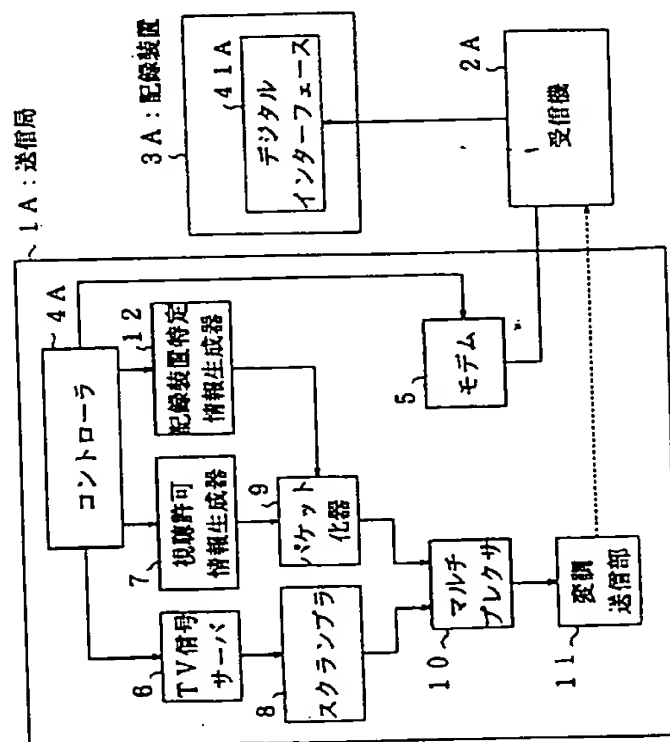 1A:送信局
4A
コントローラ
6
TV信号
サーバ
7
視聴許可
情報生成器
12
記録装置特定
情報生成器
8
スクランブラ
9
パケット
化器
5
モデム
10
マルチ
プレクサ
11
変調
送信部
3A:記録装置
41A
デジタル
インターフェース
2A
受信機